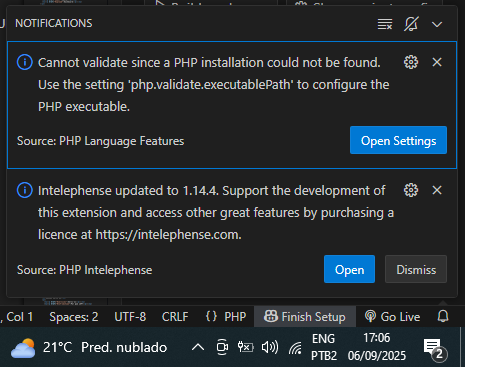 NOTIFICATIONS
Cannot validate since a PHP installation could not be found.
Use the setting 'php.validate.executablePath' to configure the
PHP executable.
Source: PHP Language Features
Open Settings
Intelephense updated to 1.14.4. Support the development of
this extension and access other great features by purchasing a
licence at https://intelephense.com.
Source: PHP Intelephense
Open
Dismiss
, Col 1
Spaces: 2
UTF-8
CRLF
{ } PHP
Finish Setup
Go Live
21°C Pred. nublado
ENG
PTB2
17:06
06/09/2025
2